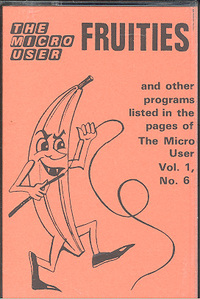 THE
MICRO
USER
FRUITIES
and other
programs
listed in the
pages of
The Micro
User
Vol. 1,
No. 6